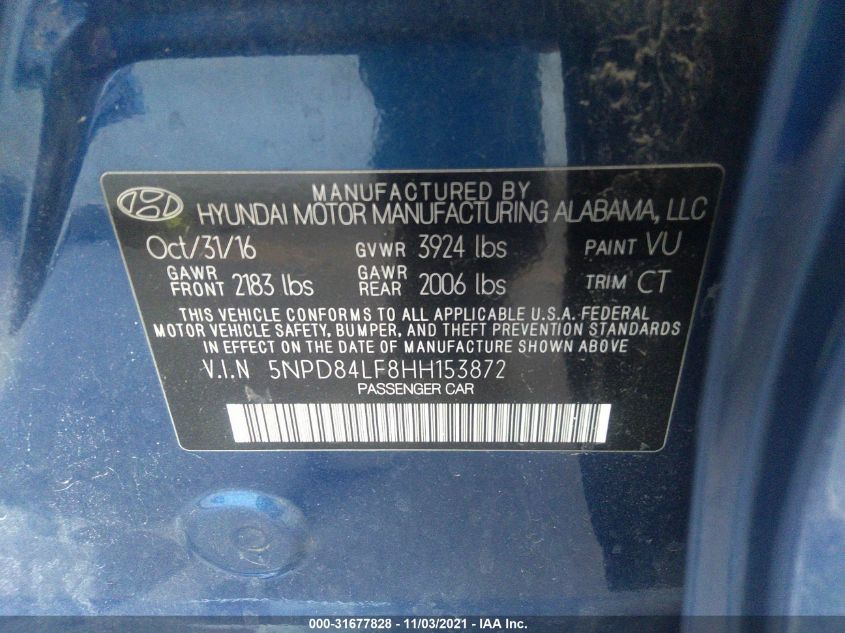 MANUFACTURED BY
HYUNDAI MOTOR MANUFACTURING ALABAMA, LLC
Oct/31/16 GVWR 3924 lbs PAINT VU
GAWR FRONT 2183 lbs GAWR REAR 2006 lbs TRIM CT
THIS VEHICLE CONFORMS TO ALL APPLICABLE U.S.A. FEDERAL
MOTOR VEHICLE SAFETY, BUMPER, AND THEFT PREVENTION STANDARDS
IN EFFECT ON THE DATE OF MANUFACTURE SHOWN ABOVE
V.I.N 5NPD84LF8HH153872
PASSENGER CAR
000-31677828 - 11/03/2021 - IAA Inc.